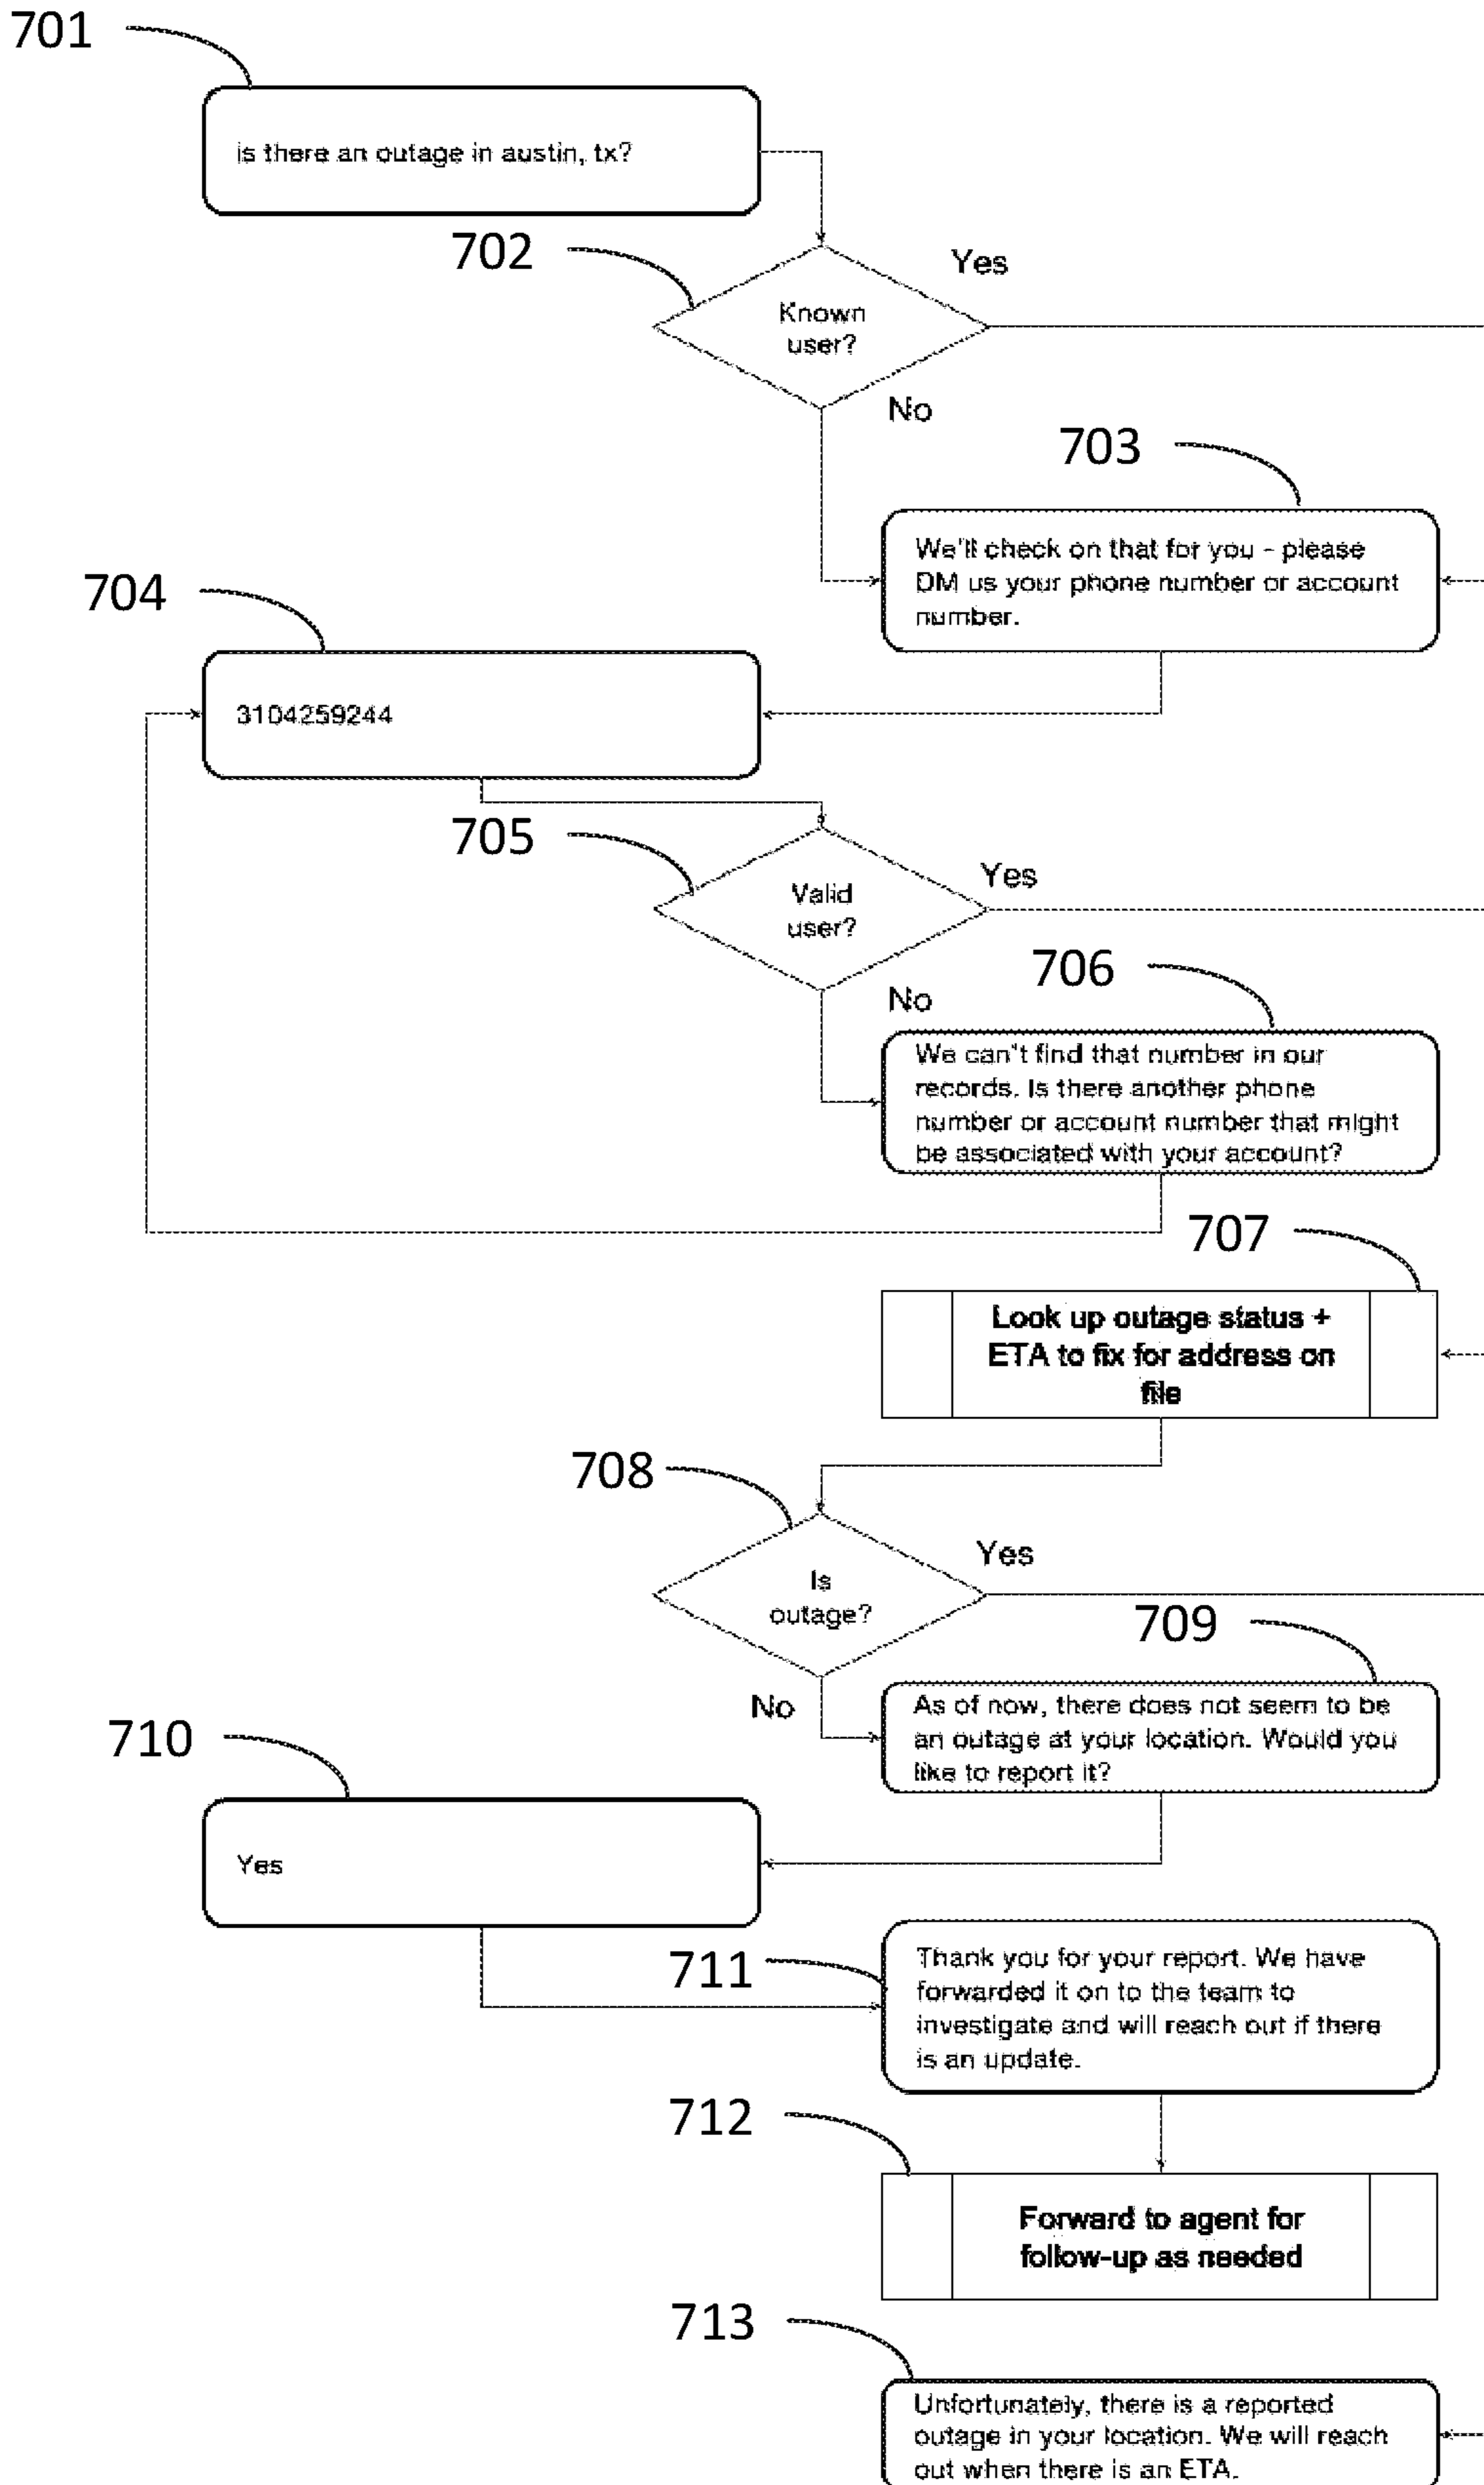 701
is there an outage in austin, tx?
702
Yes
Known
user?
No
703
We'll check on that for you - please
DM us your phone number or account
number.
704
3104259244
705
Yes
Valid
user?
706
No
We can't find that number in our
records. Is there another phone
number or account number that might
be associated with your account?
707
Look up outage status +
ETA to fix for address on
file
708
Yes
Is
outage?
709
No
As of now, there does not seem to be
an outage at your location. Would you
like to report it?
710
Yes
711
Thank you for your report. We have
forwarded it on to the team to
investigate and will reach out if there
is an update.
712
Forward to agent for
follow-up as needed
713
Unfortunately, there is a reported
outage in your location. We will reach
out when there is an ETA.